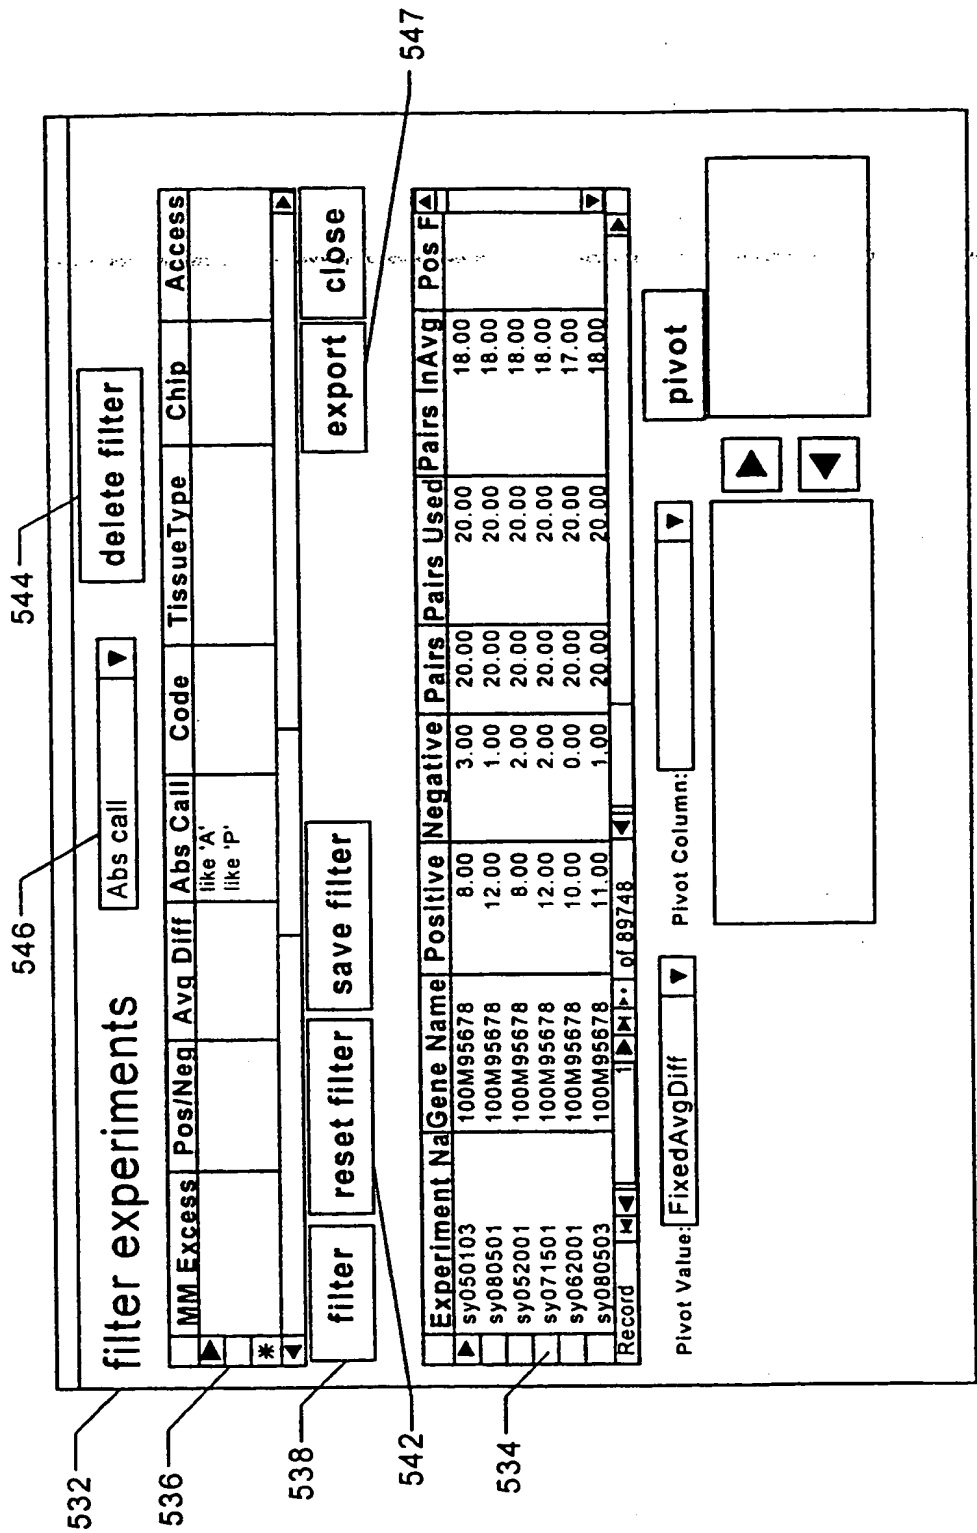 546
544
532
filter experiments
Abs call
delete filter
536
MM Excess Pos/Neg Avg Diff Abs Call Code TissueType Chip Access
like 'A'
like 'P'
*
538
filter reset filter save filter export close
542
547
534
Experiment Na Gene Name Positive Negative Pairs Pairs Used Pairs InAvg Pos F
sy050103 100M95678 8.00 3.00 20.00 20.00 18.00
sy080501 100M95678 12.00 1.00 20.00 20.00 18.00
sy052001 100M95678 8.00 2.00 20.00 20.00 18.00
sy071501 100M95678 12.00 2.00 20.00 20.00 18.00
sy062001 100M95678 10.00 0.00 20.00 20.00 17.00
sy080503 100M95678 11.00 1.00 20.00 20.00 18.00
Record 1 of 89748
Pivot Value: FixedAvgDiff Pivot Column: pivot